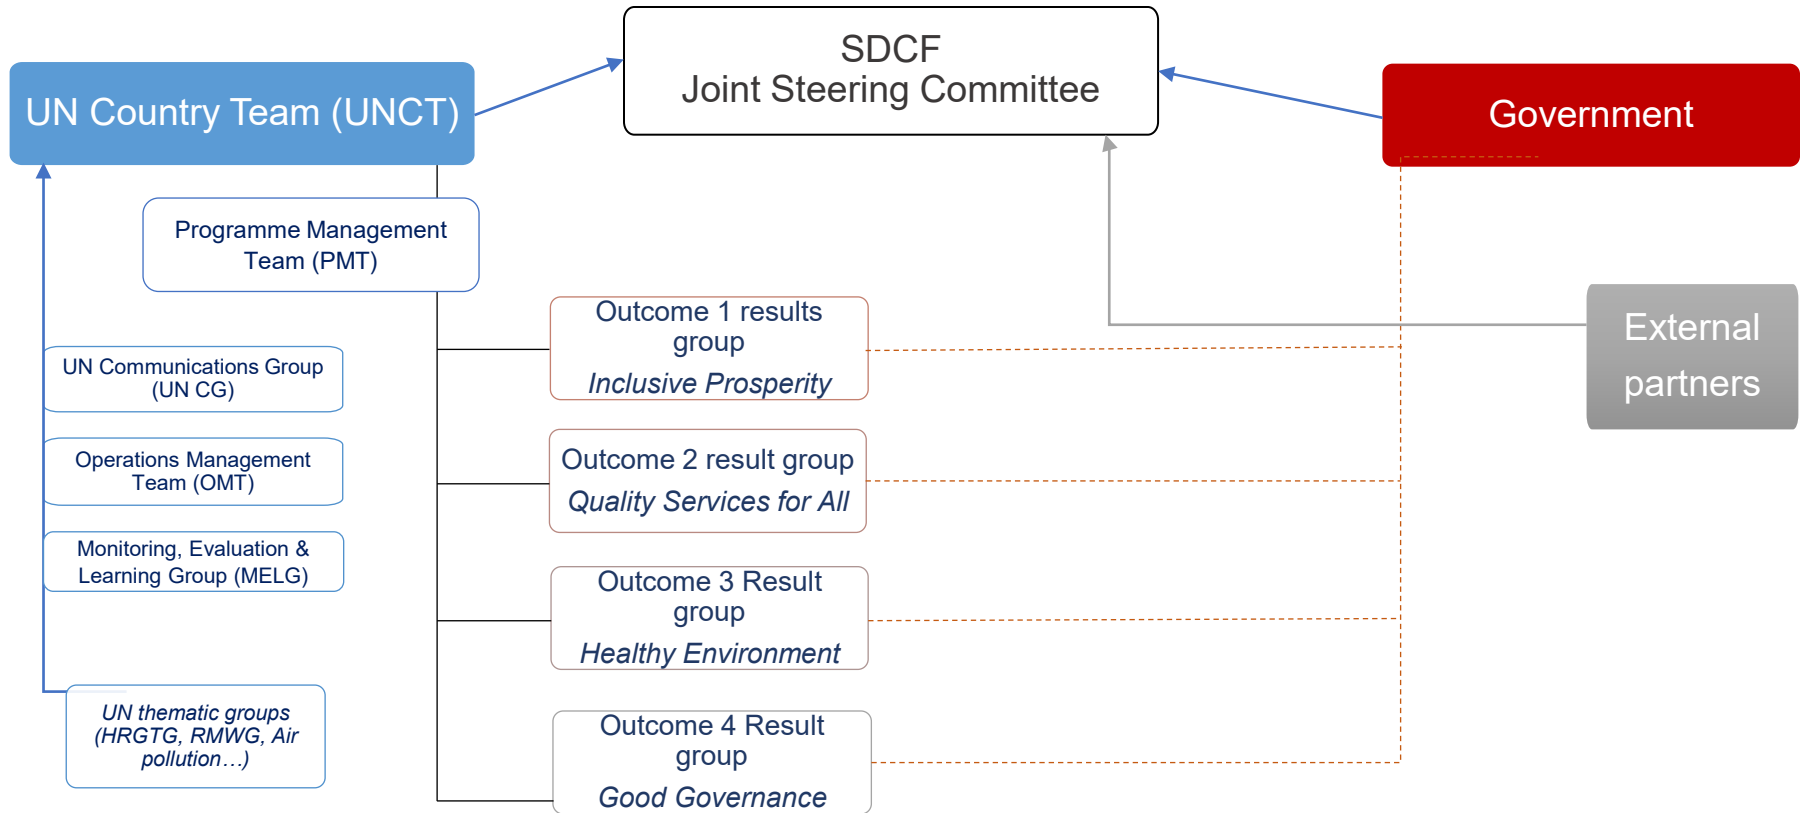 SDCF
Joint Steering Committee
UN Country Team (UNCT)
Government
Programme Management
Team (PMT)
External
partners
UN Communications Group
(UN CG)
Operations Management
Team (OMT)
Monitoring, Evaluation &
Learning Group (MELG)
UN thematic groups
(HRGTG, RMWG, Air
pollution…)
Outcome 1 results
group
Inclusive Prosperity
Outcome 2 result group
Quality Services for All
Outcome 3 Result
group
Healthy Environment
Outcome 4 Result
group
Good Governance